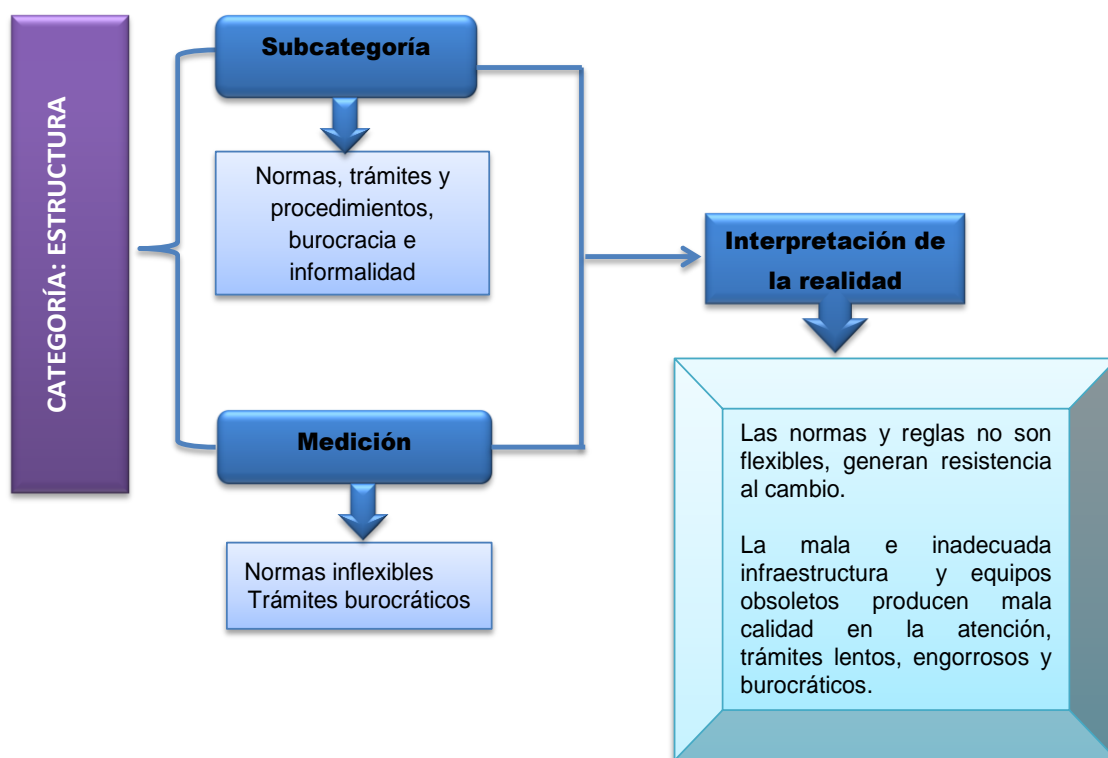 CATEGORÍA: ESTRUCTURA
Subcategoría
Normas, trámites y
procedimientos,
burocracia e
informalidad
Medición
Normas inflexibles
Trámites burocráticos
Interpretación de
la realidad
Las normas y reglas no son
flexibles, generan resistencia
al cambio.
La mala e inadecuada
infraestructura y equipos
obsoletos producen mala
calidad en la atención,
trámites lentos, engorrosos y
burocráticos.